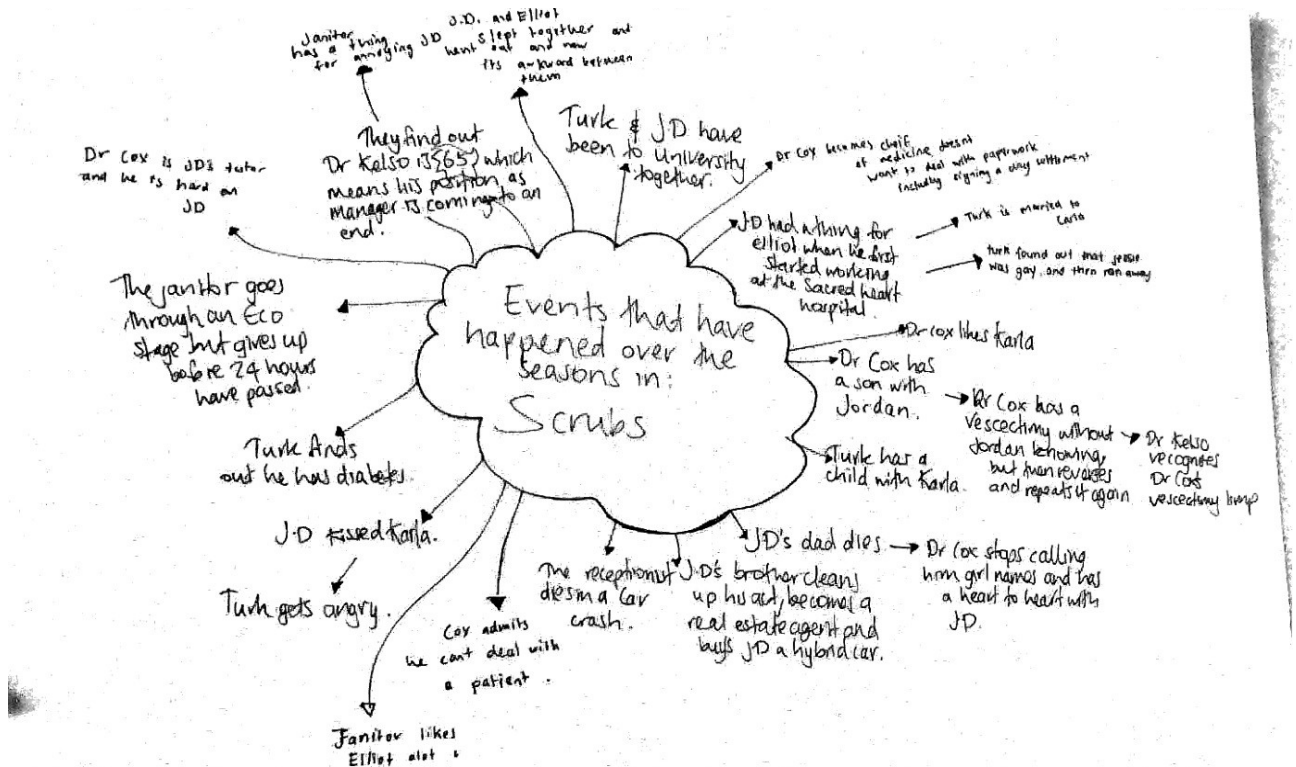 Janitor
has a thing
for annoying JD
J.D. and Elliot
slept together and
went out and now
its awkward between
them
They find out
Dr Kelso is {65} which
means his position as
manager is coming to an
end.
Turk & J.D have
been to University
together.
Dr Cox becomes cheif
of medicine doesnt
want to deal with paperwork
including signing a
Dr Cox is JD's tutor
and he is hard on
JD
J.D had a thing for
elliot when he first
started working
at the Sacred heart
hospital.
Turk is married to
Carla
turk found out that
was gay, and then ran away
The janitor goes
through an Eco
stage but gives up
before 24 hours
have passed.
Events that have
happened over the
seasons in:
Scrubs
Dr cox likes Karla
Dr Cox has
a son with
Jordan.
Dr Cox has a
vescectimy without
Jordan knowing,
but then reverses
and repeats it again
Dr Kelso
recognises
Dr Cox's
vescectimy limp
Turk finds
out he has diabetes.
Turk has a
child with Karla.
J.D kissed Karla.
Turk gets angry.
J.D's dad dies
Dr Cox stops calling
him girl names and has
a heart to heart with
J.D.
The receptionist
dies in a car
crash.
J.D's brother cleans
up his act, becomes a
real estate agent and
buys J.D a hybrid car.
Cox admits
he cant deal with
a patient.
Janitor likes
Elliot alot